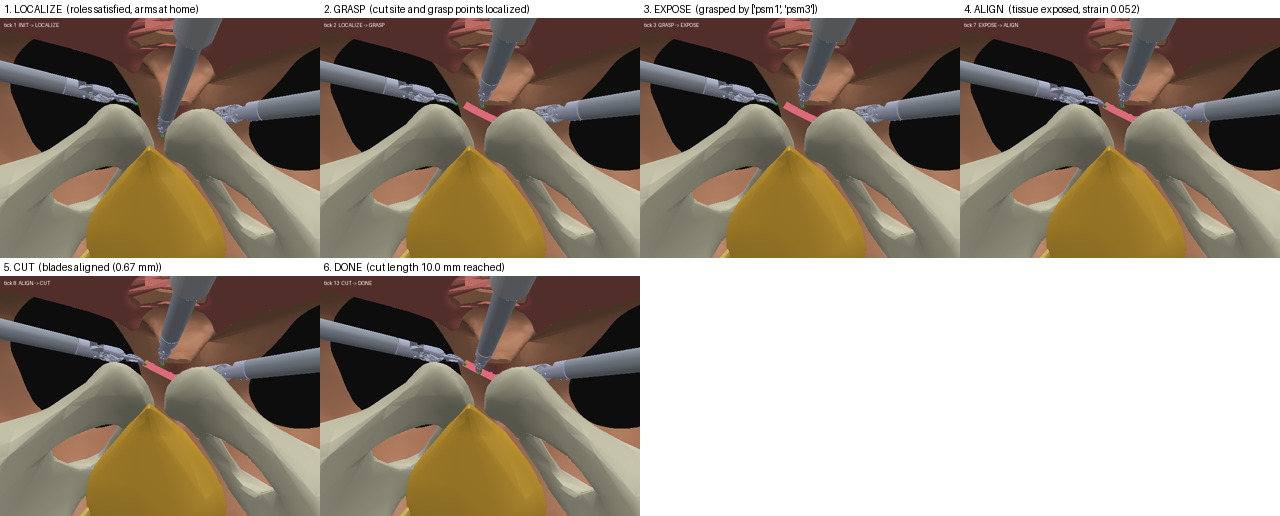 1. LOCALIZE (roles satisfied, arms at home)
tick 1 INIT -> LOCALIZE
2. GRASP (cut site and grasp points localized)
tick 2 LOCALIZE -> GRASP
3. EXPOSE (grasped by ['psm1', 'psm3'])
tick 3 GRASP -> EXPOSE
4. ALIGN (tissue exposed, strain 0.052)
tick 7 EXPOSE -> ALIGN
5. CUT (blades aligned (0.67 mm))
tick 8 ALIGN -> CUT
6. DONE (cut length 10.0 mm reached)
tick 13 CUT -> DONE